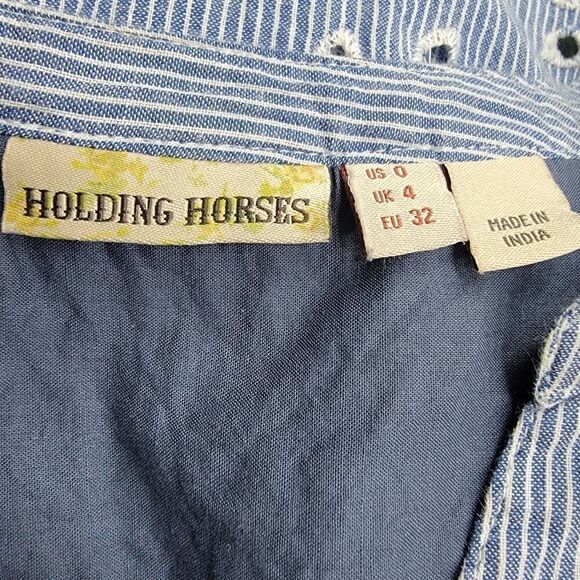 HOLDING HORSES
US 0
UK 4
EU 32
MADE IN
INDIA